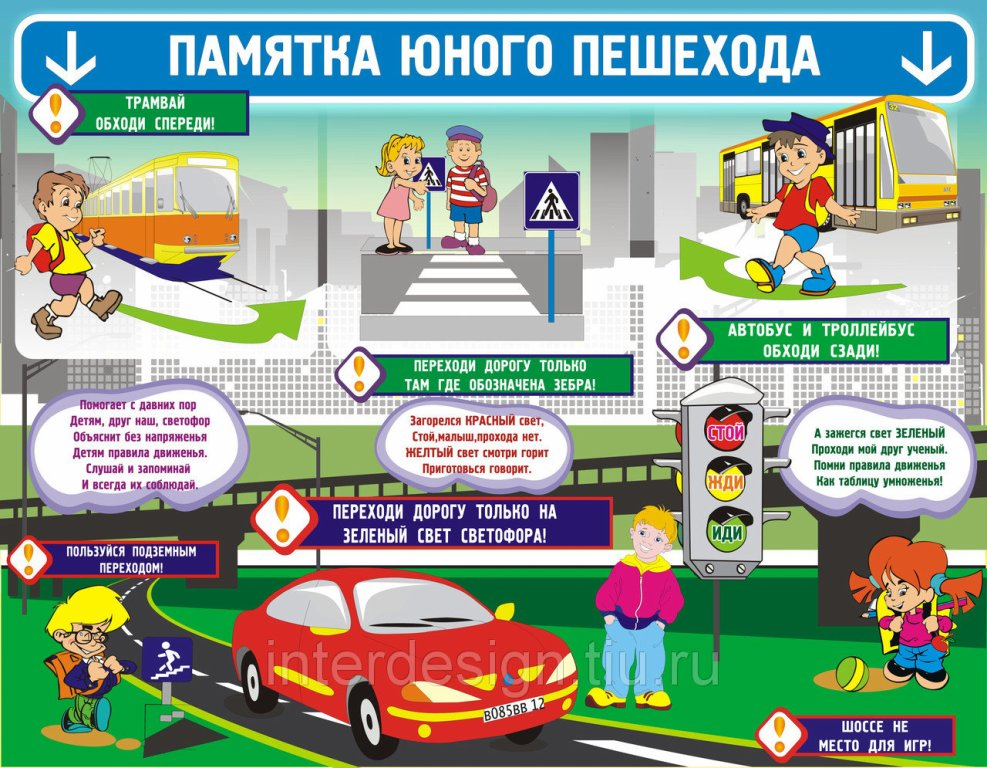 ПАМЯТКА ЮНОГО ПЕШЕХОДА
ТРАМВАЙ
ОБХОДИ СПЕРЕДИ!
ПЕРЕХОДИ ДОРОГУ ТОЛЬКО
ТАМ ГДЕ ОБОЗНАЧЕНА ЗЕБРА!
АВТОБУС И ТРОЛЛЕЙБУС
ОБХОДИ СЗАДИ!
Помогает с давних пор
Детям, друг наш, светофор
Объяснит без напряженья
Детям правила движенья.
Слушай и запоминай
И всегда их соблюдай.
Загорелся КРАСНЫЙ свет,
Стой,малыш,прохода нет.
ЖЕЛТЫЙ свет смотри горит
Приготовься говорит.
СТОЙ
ЖДИ
ИДИ
А зажегся свет ЗЕЛЕНЫЙ
Проходи мой друг ученый.
Помни правила движенья
Как таблицу умноженья!
ПЕРЕХОДИ ДОРОГУ ТОЛЬКО НА
ЗЕЛЕНЫЙ СВЕТ СВЕТОФОРА!
ПОЛЬЗУЙСЯ ПОДЗЕМНЫМ
ПЕРЕХОДОМ!
interdesign.tiu.ru
В085ВВ 12
ШОССЕ НЕ
МЕСТО ДЛЯ ИГР!